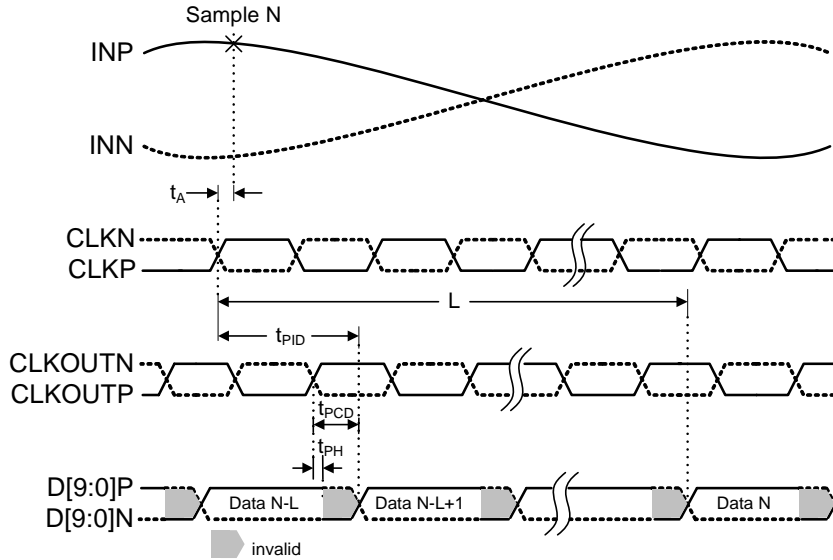 Sample N
INP
INN
tA
CLKN
CLKP
L
tPID
CLKOUTN
CLKOUTP
tPCD
tPH
D[9:0]P
Data N-L
Data N-L+1
Data N
D[9:0]N
invalid